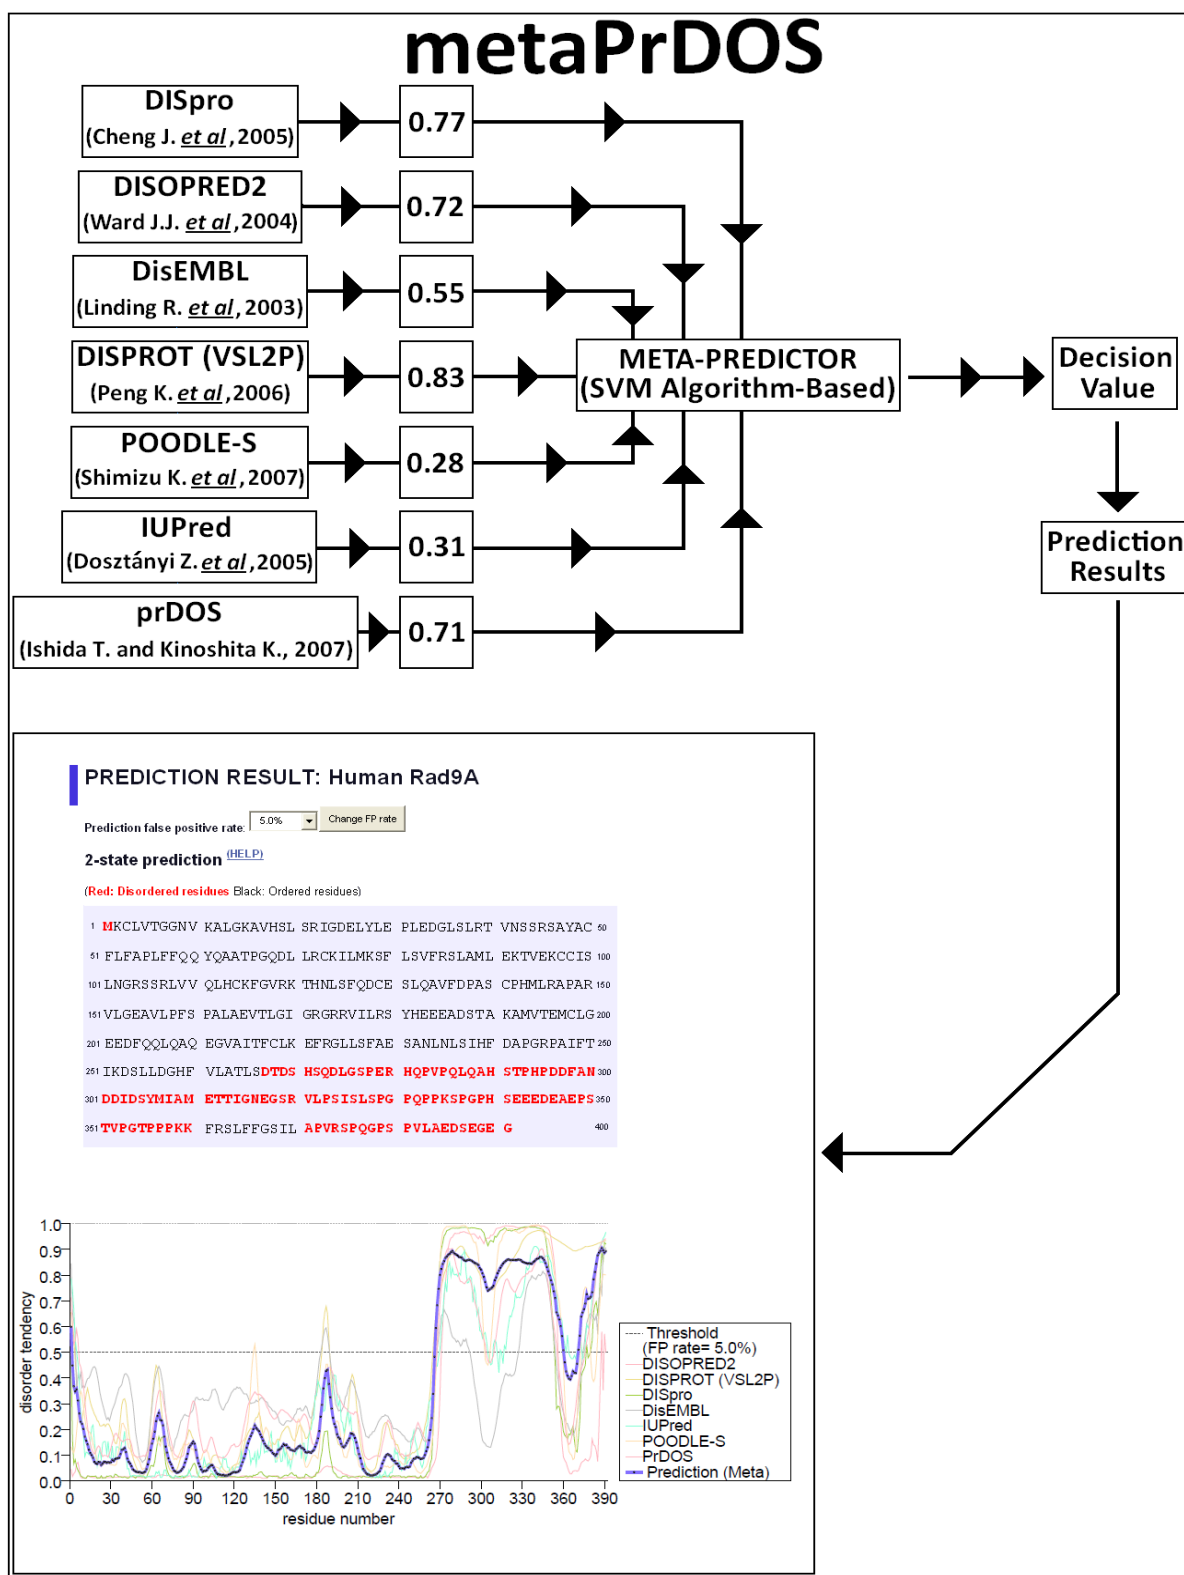 metaPrDOS
DISpro
(Cheng J. et al, 2005)
0.77
DISOPRED2
(Ward J.J. et al, 2004)
0.72
DisEMBL
(Linding R. et al, 2003)
0.55
DISPROT (VSL2P)
(Peng K. et al, 2006)
0.83
POODLE-S
(Shimizu K. et al, 2007)
0.28
IUPred
(Dosztányi Z. et al, 2005)
0.31
prDOS
(Ishida T. and Kinoshita K., 2007)
0.71
META-PREDICTOR
(SVM Algorithm-Based)
Decision
Value
Prediction
Results
PREDICTION RESULT: Human Rad9A
Prediction false positive rate: 5.0% Change FP rate
2-state prediction (HELP)
(Red: Disordered residues Black: Ordered residues)
1 MKCLVTGGNV KALGKAVHSL SRIGDELYLE PLEDGLSLRT VNSSRSAYAC 50
51 FLFAPLFFQQ YQAATPGQDL LRCKILMKSF LSVFRSLAML EKTVEKCCIS 100
101 LNGRSSRLVV QLHCKFGVRK THNLSFQDCE SLQAVFDPAS CPHMLRAPAR 150
151 VLGEAVLPFS PALAEVTLGI GRGRRVILRS YHEEEADSTA KAMVTEMCLG 200
201 EEDFQQLQAQ EGVAITFCLK EFRGLLSFAE SANLNLSIHF DAPGRPAIFT 250
251 IKDSLLDGHF VLATLSDTDS HSQDLGSPER HQPVPQLQAH STPHPDDFAN 300
301 DDIDSYMIAM ETTIGNEGSR VLPSISLSPG PQPPKSPGPH SEEEDEAEPS 350
351 TVPGTPPPKK FRSLFFGSIL APVRSPQGPS PVLAEDSEGE G 400
disorder tendency
1.0
0.9
0.8
0.7
0.6
0.5
0.4
0.3
0.2
0.1
0.0
0 30 60 90 120 150 180 210 240 270 300 330 360 390
residue number
Threshold
(FP rate= 5.0%)
DISOPRED2
DISPROT (VSL2P)
DISpro
DisEMBL
IUPred
POODLE-S
PrDOS
Prediction (Meta)